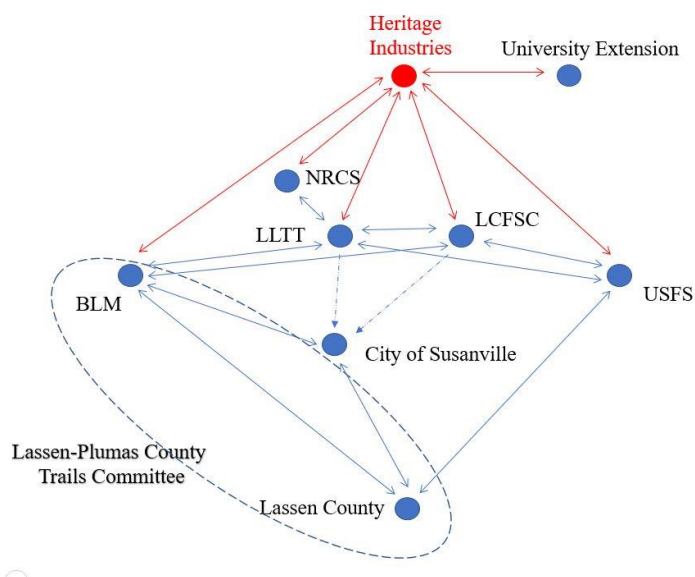 Heritage
Industries
University Extension
NRCS
LCFSC
LLTT
BLM
USFS
City of Susanville
Lassen-Plumas County
Trails Committee
Lassen County